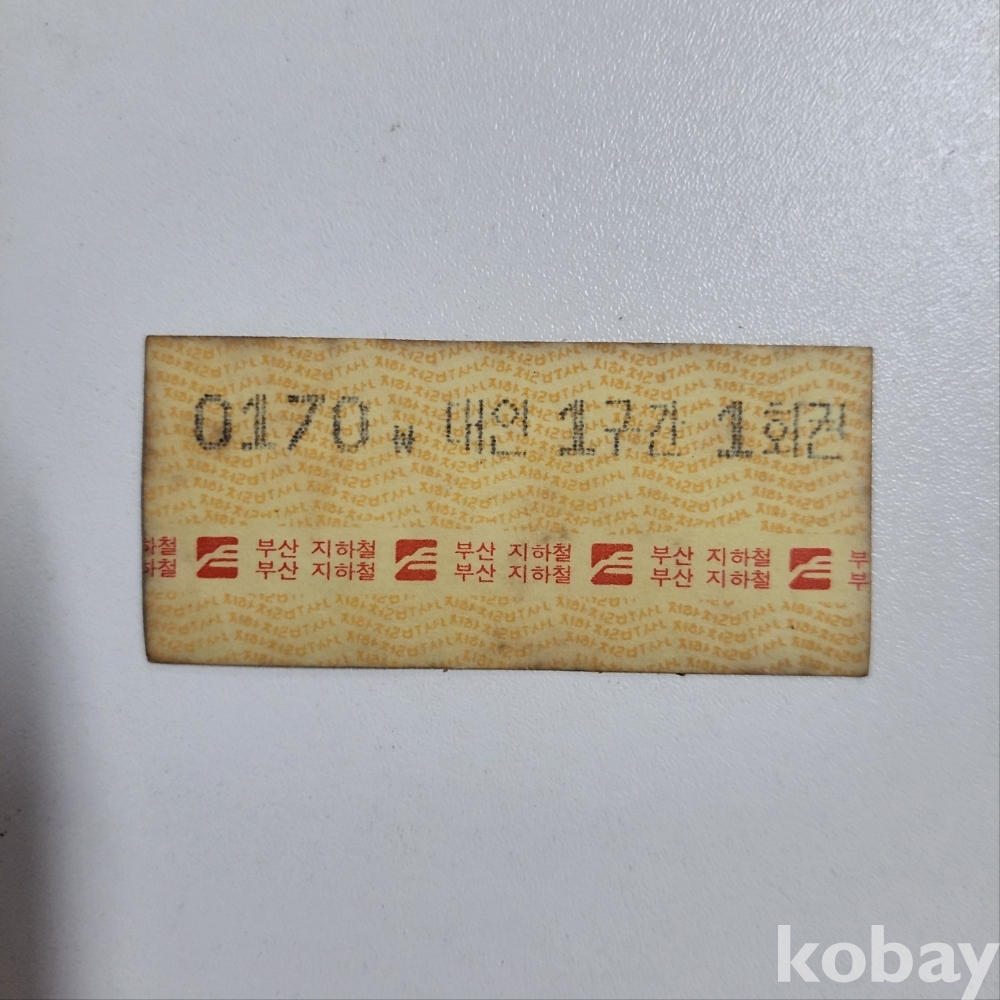 0170 W 대인 1구간 1회권
하철 부산 지하철 부산 지하철 부산 지하철 부
하철 부산 지하철 부산 지하철 부산 지하철 부
kobay